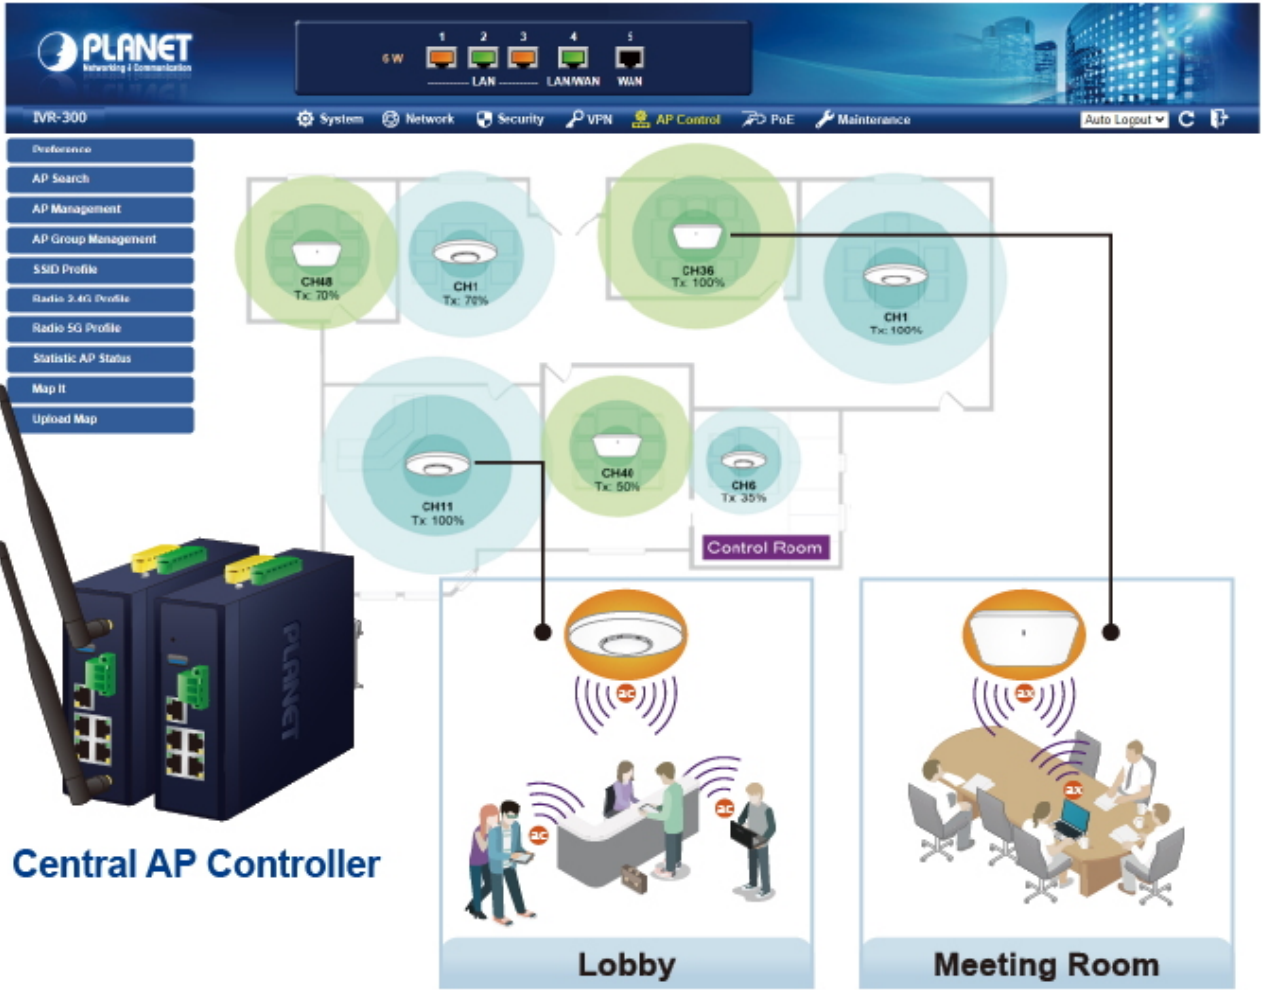 PLANET
Networking & Communication
1 2 3 4 5
6 W
LAN LAN/WAN WAN
IVR-300
System Network Security VPN AP Control PoE Maintenance
Auto Logout
Preference
AP Search
AP Management
AP Group Management
SSID Profile
Radio 2.4G Profile
Radio 5G Profile
Statistic AP Status
Map It
Upload Map
CH48
Tx: 70%
CH1
Tx: 70%
CH36
Tx: 100%
CH1
Tx: 100%
CH11
Tx: 100%
CH40
Tx: 50%
CH6
Tx 35%
Control Room
PLANET
Central AP Controller
ac
ac
ac
Lobby
ax
ax
Meeting Room